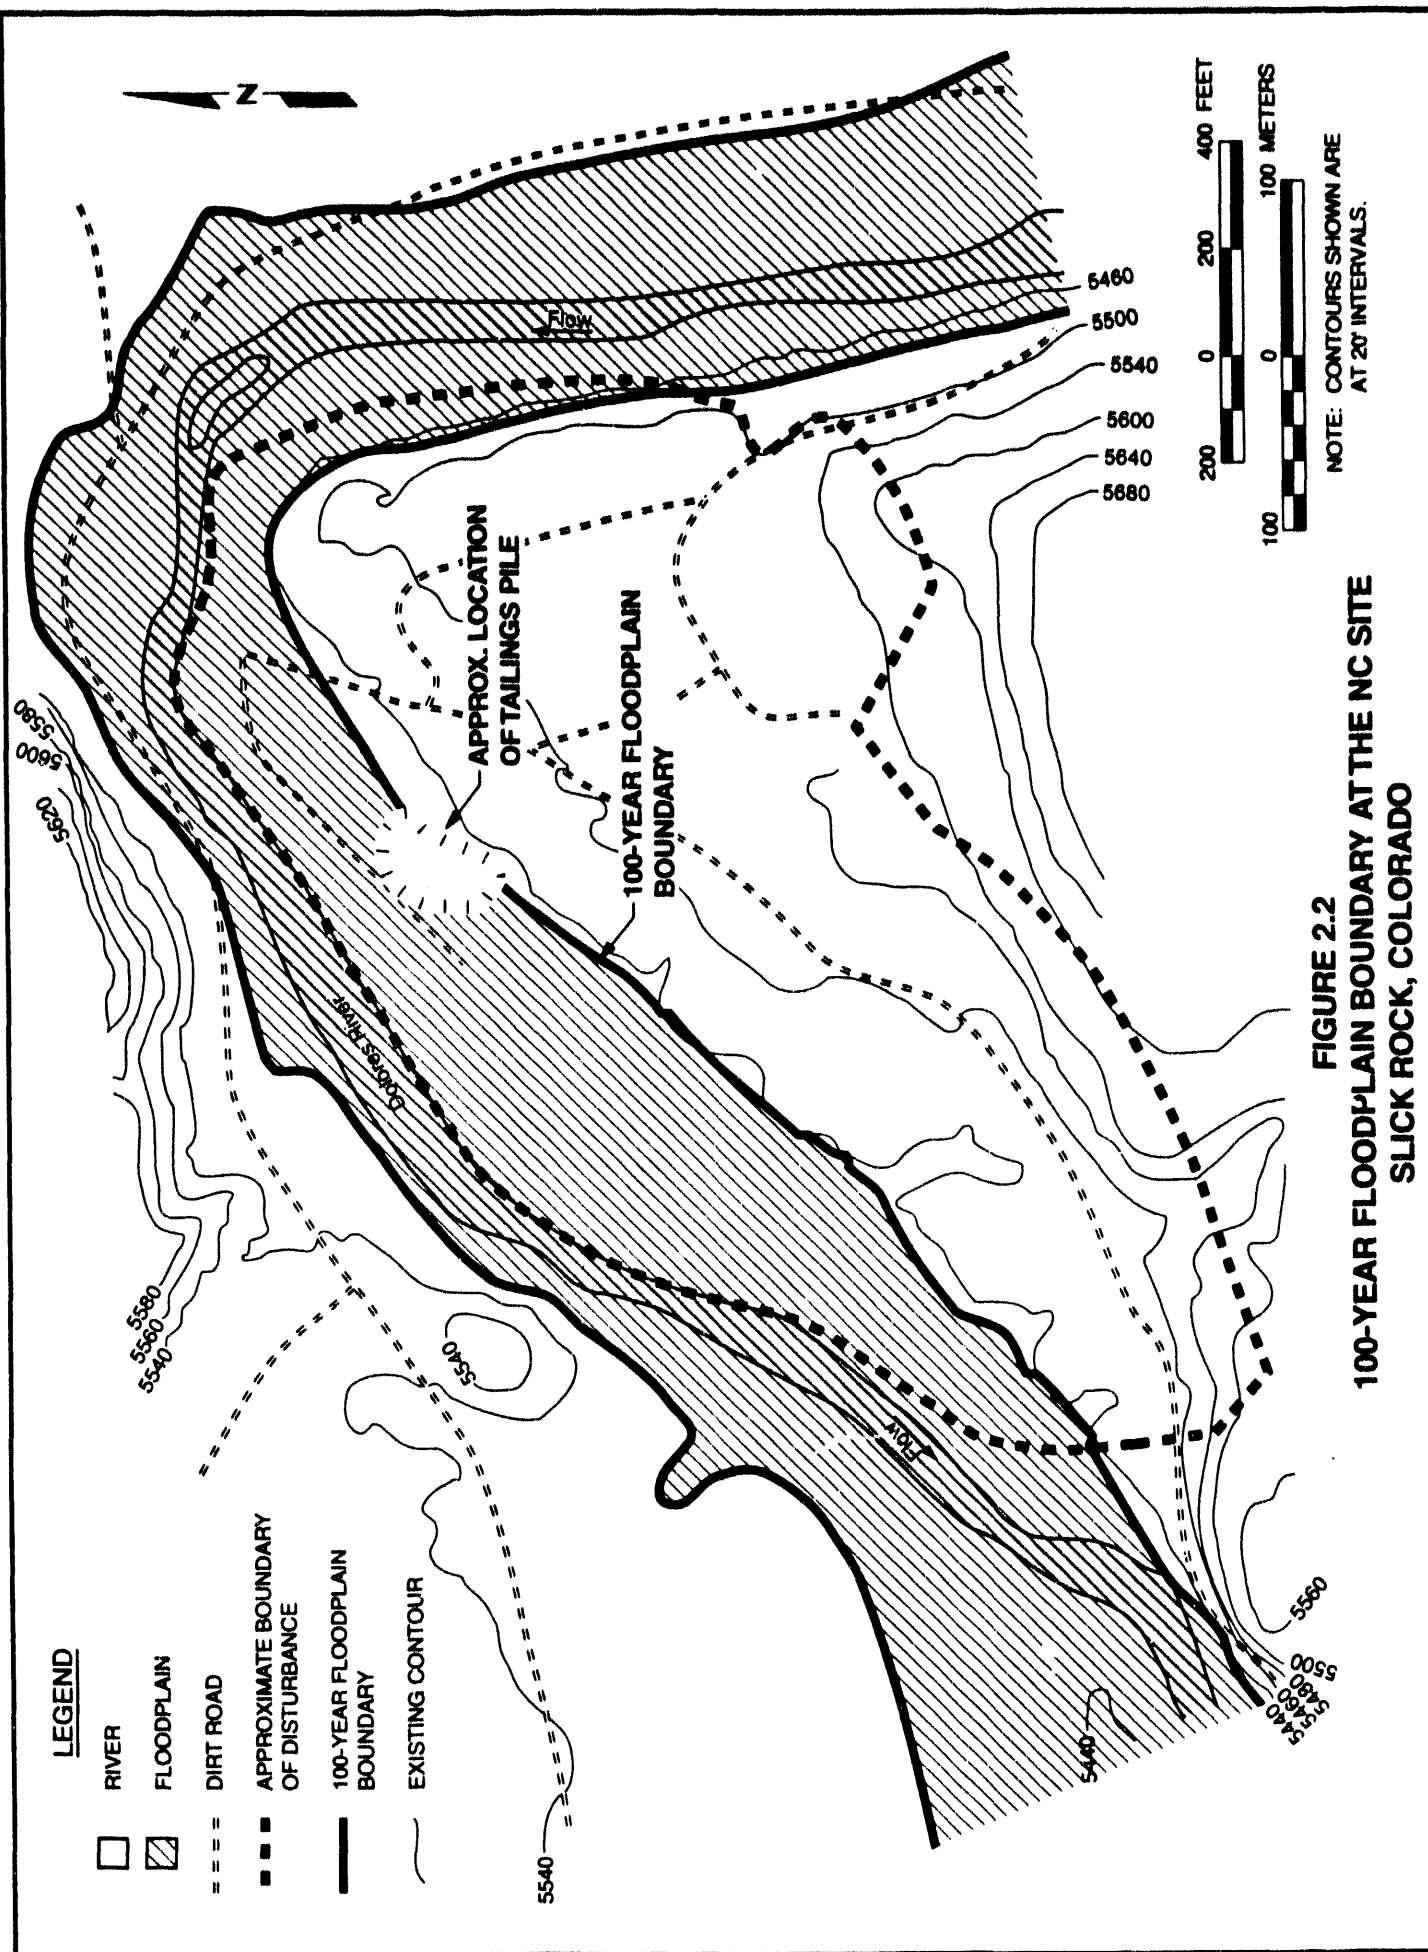 LEGEND
RIVER
FLOODPLAIN
DIRT ROAD
APPROXIMATE BOUNDARY
OF DISTURBANCE
100-YEAR FLOODPLAIN
BOUNDARY
EXISTING CONTOUR
5540
5540
5560
5580
5540
5620
5600
5580
Dolores River
Flow
Flow
N
APPROX. LOCATION
OF TAILINGS PILE
100-YEAR FLOODPLAIN
BOUNDARY
5440
5440
5460
5480
5500
5560
5460
5500
5540
5600
5640
5680
200 0 200 400 FEET
100 0 100 METERS
NOTE: CONTOURS SHOWN ARE
AT 20' INTERVALS.
FIGURE 2.2
100-YEAR FLOODPLAIN BOUNDARY AT THE NC SITE
SLICK ROCK, COLORADO